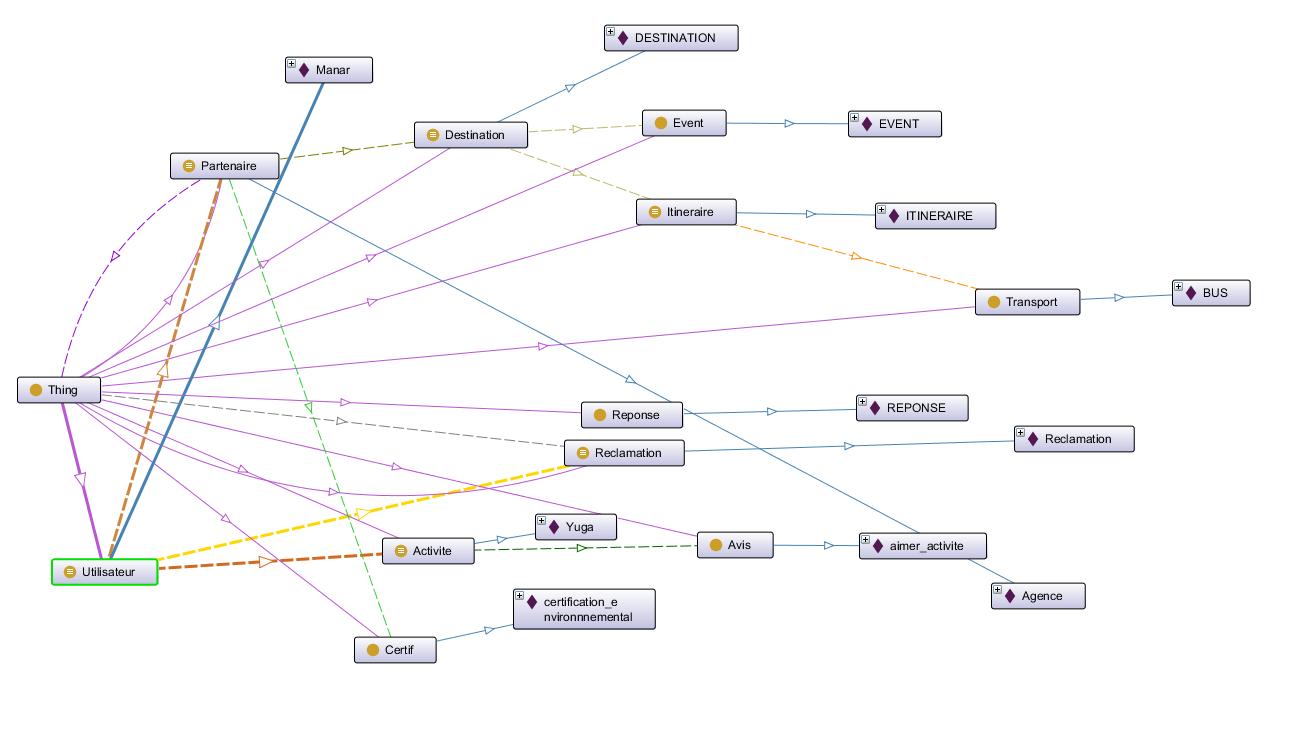 DESTINATION
Manar
Destination
Event
EVENT
Partenaire
Itineraire
ITINERAIRE
Transport
BUS
Thing
Reponse
REPONSE
Reclamation
Reclamation
Yuga
Activite
Avis
aimer_activite
Utilisateur
Agence
certification_e
nvironnnemental
Certif